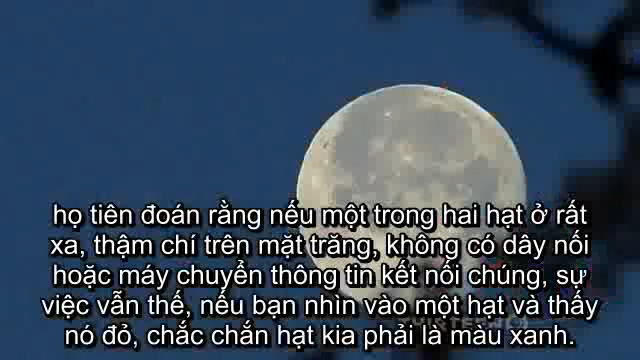 họ tiên đoán rằng nếu một trong hai hạt ở rất
xa, thậm chí trên mặt trăng, không có dây nối
hoặc máy chuyển thông tin kết nối chúng, sự
việc vẫn thế, nếu bạn nhìn vào một hạt và thấy
nó đỏ, chắc chắn hạt kia phải là màu xanh.